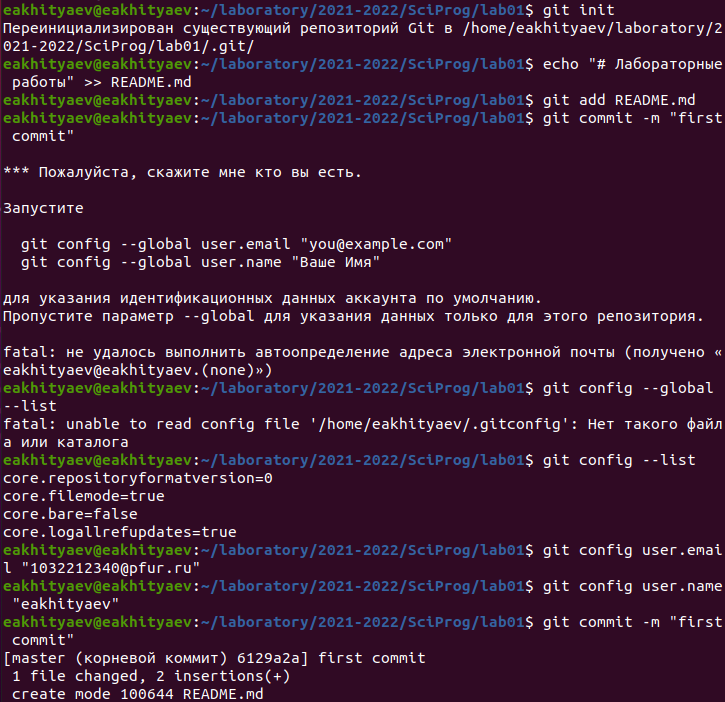 eakhityaev@eakhityaev:~/laboratory/2021-2022/SciProg/lab01$ git init
Переинициализирован существующий репозиторий Git в /home/eakhityaev/laboratory/2
021-2022/SciProg/lab01/.git/
eakhityaev@eakhityaev:~/laboratory/2021-2022/SciProg/lab01$ echo "# Лабораторные
 работы" >> README.md
eakhityaev@eakhityaev:~/laboratory/2021-2022/SciProg/lab01$ git add README.md
eakhityaev@eakhityaev:~/laboratory/2021-2022/SciProg/lab01$ git commit -m "first
 commit"

*** Пожалуйста, скажите мне кто вы есть.

Запустите

  git config --global user.email "you@example.com"
  git config --global user.name "Ваше Имя"

для указания идентификационных данных аккаунта по умолчанию.
Пропустите параметр --global для указания данных только для этого репозитория.

fatal: не удалось выполнить автоопределение адреса электронной почты (получено «
eakhityaev@eakhityaev.(none)»)
eakhityaev@eakhityaev:~/laboratory/2021-2022/SciProg/lab01$ git config --global
--list
fatal: unable to read config file '/home/eakhityaev/.gitconfig': Нет такого файл
а или каталога
eakhityaev@eakhityaev:~/laboratory/2021-2022/SciProg/lab01$ git config --list
core.repositoryformatversion=0
core.filemode=true
core.bare=false
core.logallrefupdates=true
eakhityaev@eakhityaev:~/laboratory/2021-2022/SciProg/lab01$ git config user.emai
l "1032212340@pfur.ru"
eakhityaev@eakhityaev:~/laboratory/2021-2022/SciProg/lab01$ git config user.name
 "eakhityaev"
eakhityaev@eakhityaev:~/laboratory/2021-2022/SciProg/lab01$ git commit -m "first
 commit"
[master (корневой коммит) 6129a2a] first commit
 1 file changed, 2 insertions(+)
 create mode 100644 README.md